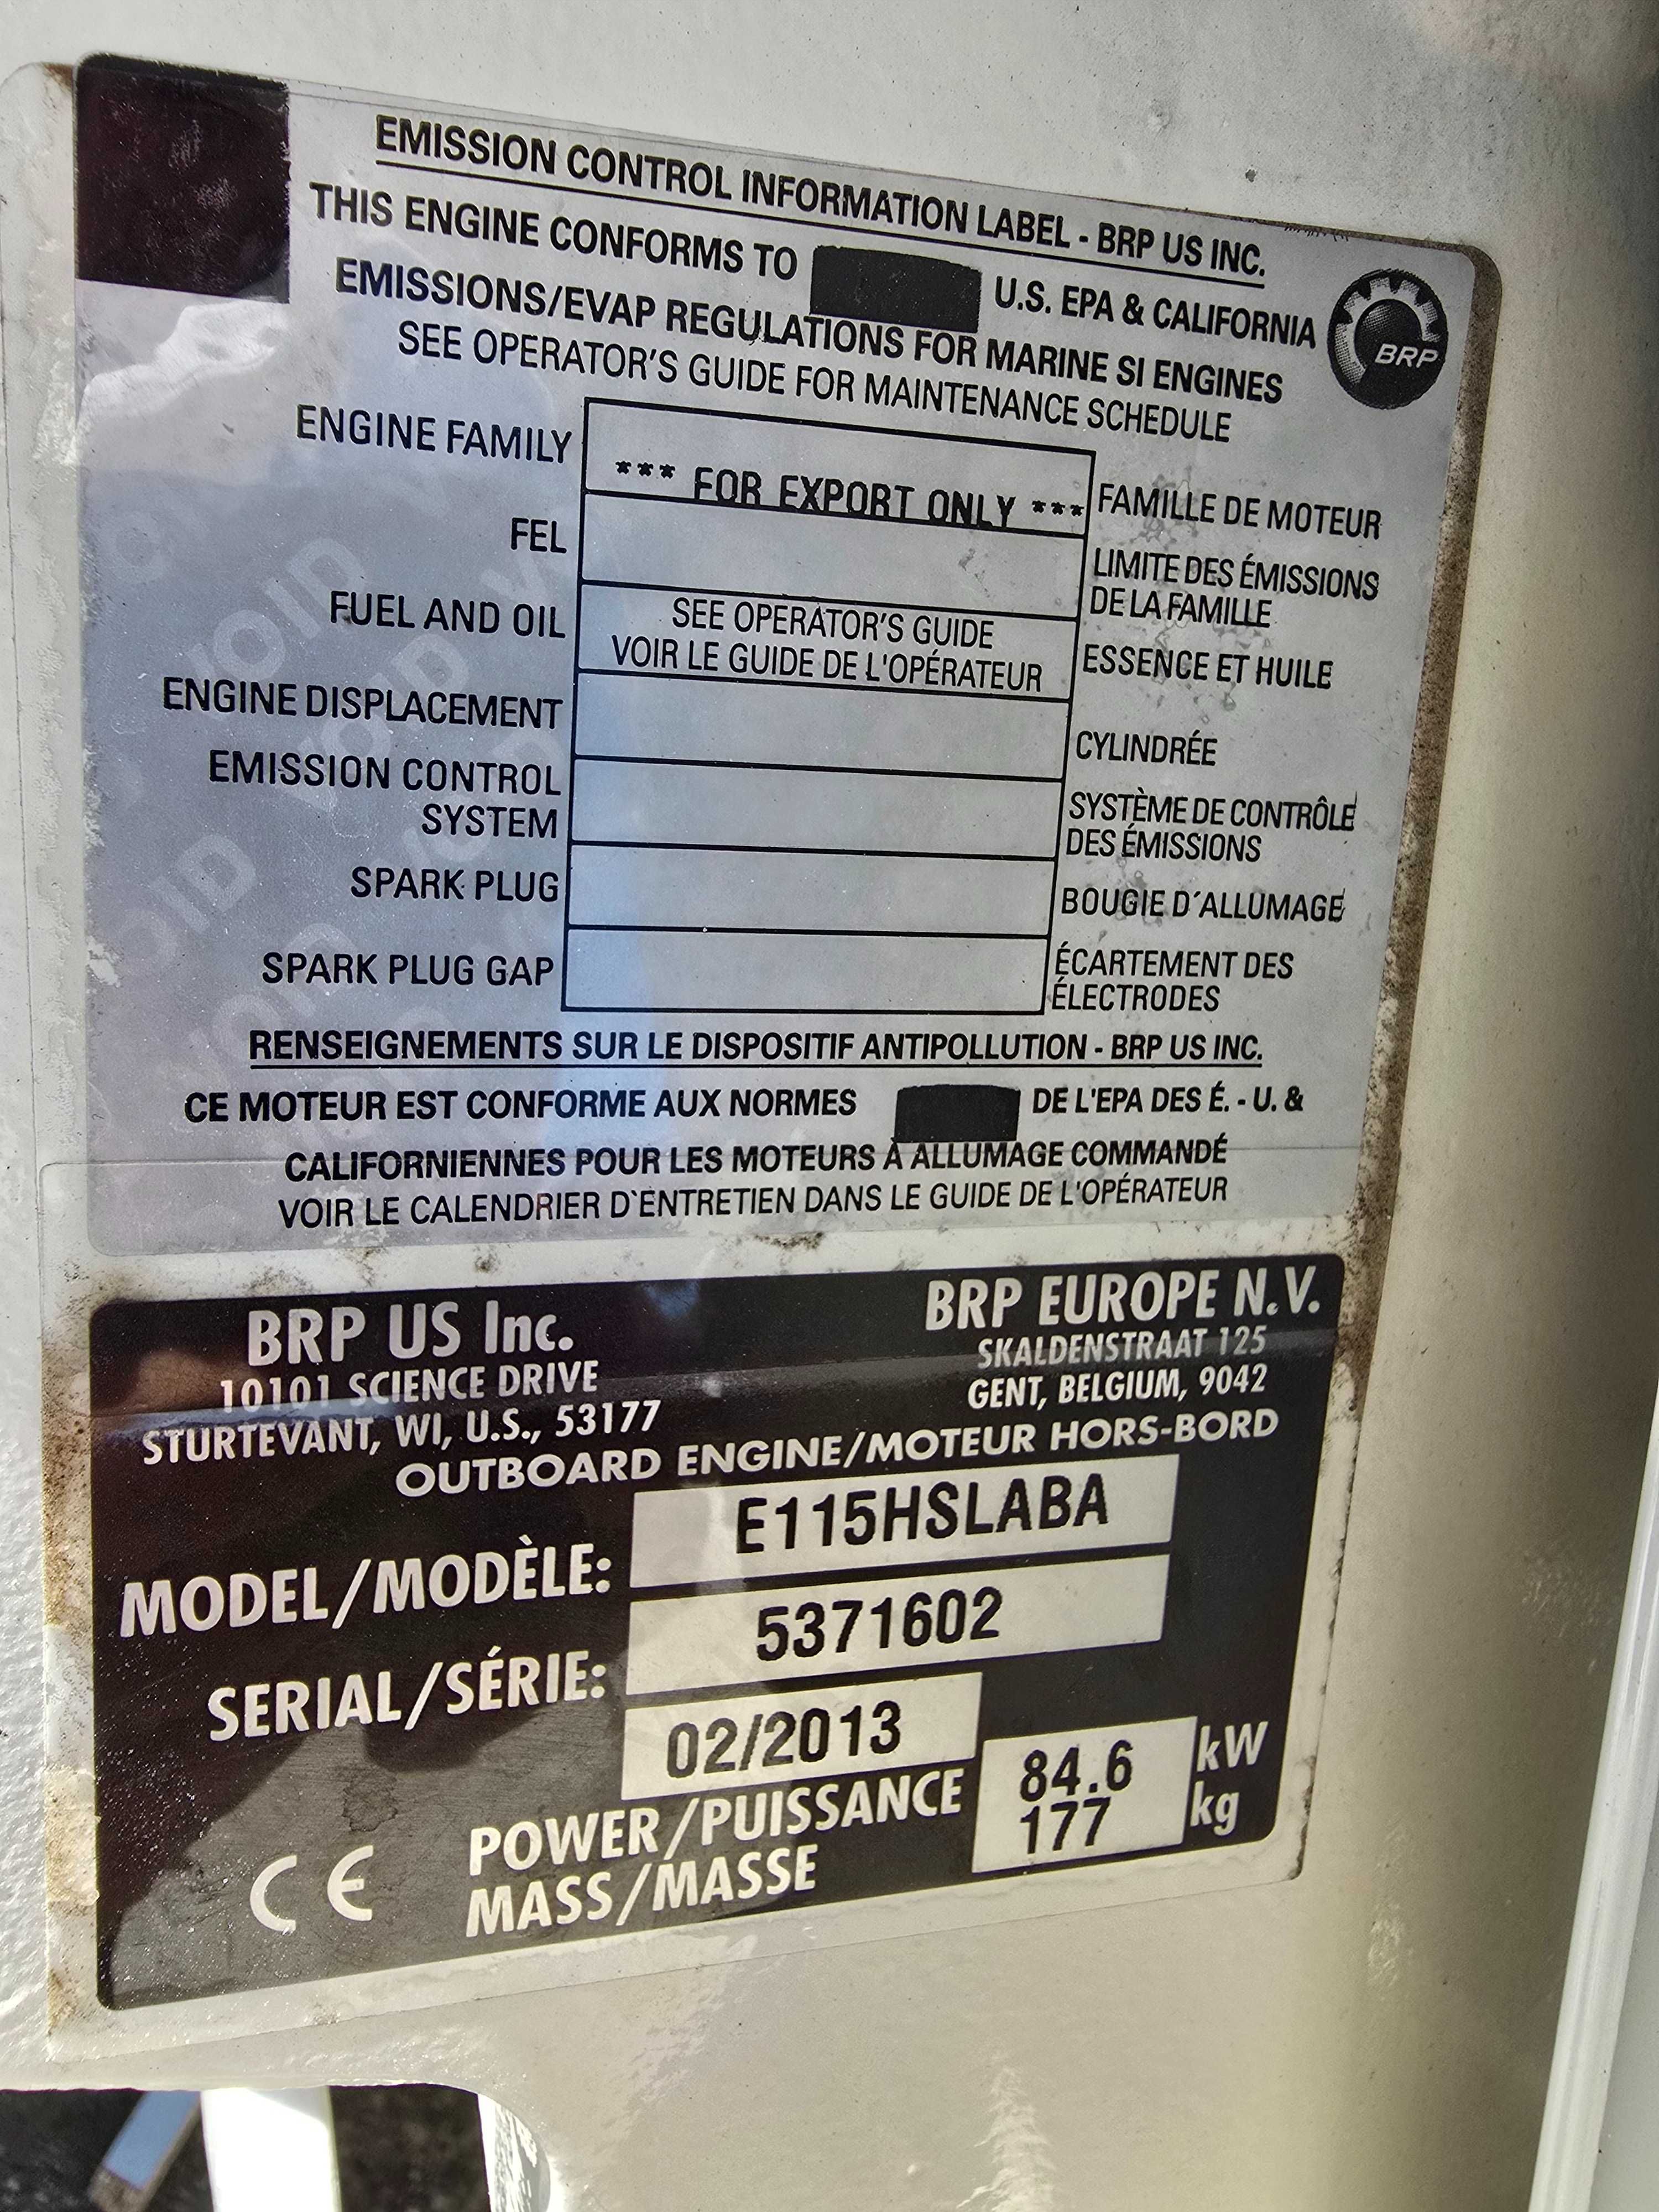 EMISSION CONTROL INFORMATION LABEL - BRP US INC.
THIS ENGINE CONFORMS TO U.S. EPA & CALIFORNIA
EMISSIONS/EVAP REGULATIONS FOR MARINE SI ENGINES
SEE OPERATOR'S GUIDE FOR MAINTENANCE SCHEDULE
BRP
ENGINE FAMILY *** FOR EXPORT ONLY *** FAMILLE DE MOTEUR
FEL LIMITE DES ÉMISSIONS
DE LA FAMILLE
FUEL AND OIL SEE OPERATOR'S GUIDE ESSENCE ET HUILE
VOIR LE GUIDE DE L'OPÉRATEUR
ENGINE DISPLACEMENT CYLINDRÉE
EMISSION CONTROL SYSTÈME DE CONTRÔLE
SYSTEM DES ÉMISSIONS
SPARK PLUG BOUGIE D´ALLUMAGE
SPARK PLUG GAP ÉCARTEMENT DES
ÉLECTRODES
VOID VOID
VOID
VOID
RENSEIGNEMENTS SUR LE DISPOSITIF ANTIPOLLUTION - BRP US INC.
CE MOTEUR EST CONFORME AUX NORMES DE L'EPA DES É. - U. &
CALIFORNIENNES POUR LES MOTEURS À ALLUMAGE COMMANDÉ
VOIR LE CALENDRIER D`ENTRETIEN DANS LE GUIDE DE L'OPÉRATEUR
BRP US Inc.
10101 SCIENCE DRIVE
STURTEVANT, WI, U.S., 53177
BRP EUROPE N.V.
SKALDENSTRAAT 125
GENT, BELGIUM, 9042
OUTBOARD ENGINE/MOTEUR HORS-BORD
MODEL/MODÈLE: E115HSLABA
SERIAL/SÉRIE: 5371602
02/2013
CE POWER/PUISSANCE 84.6 kW
MASS/MASSE 177 kg